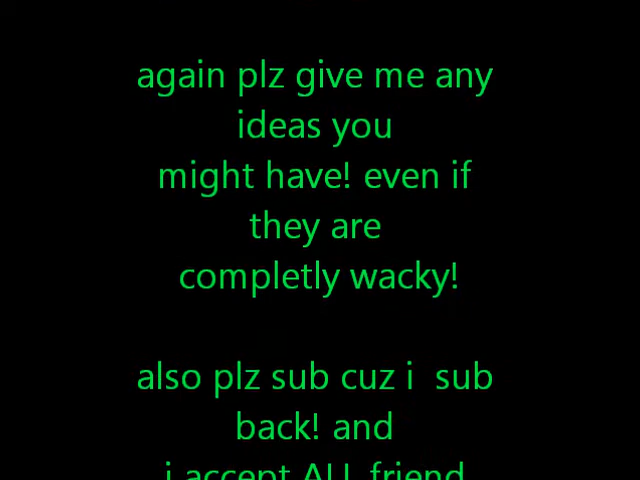 again plz give me any
ideas you
might have! even if
they are
completly wacky!
also plz sub cuz i  sub
back! and
i accept ALL friend